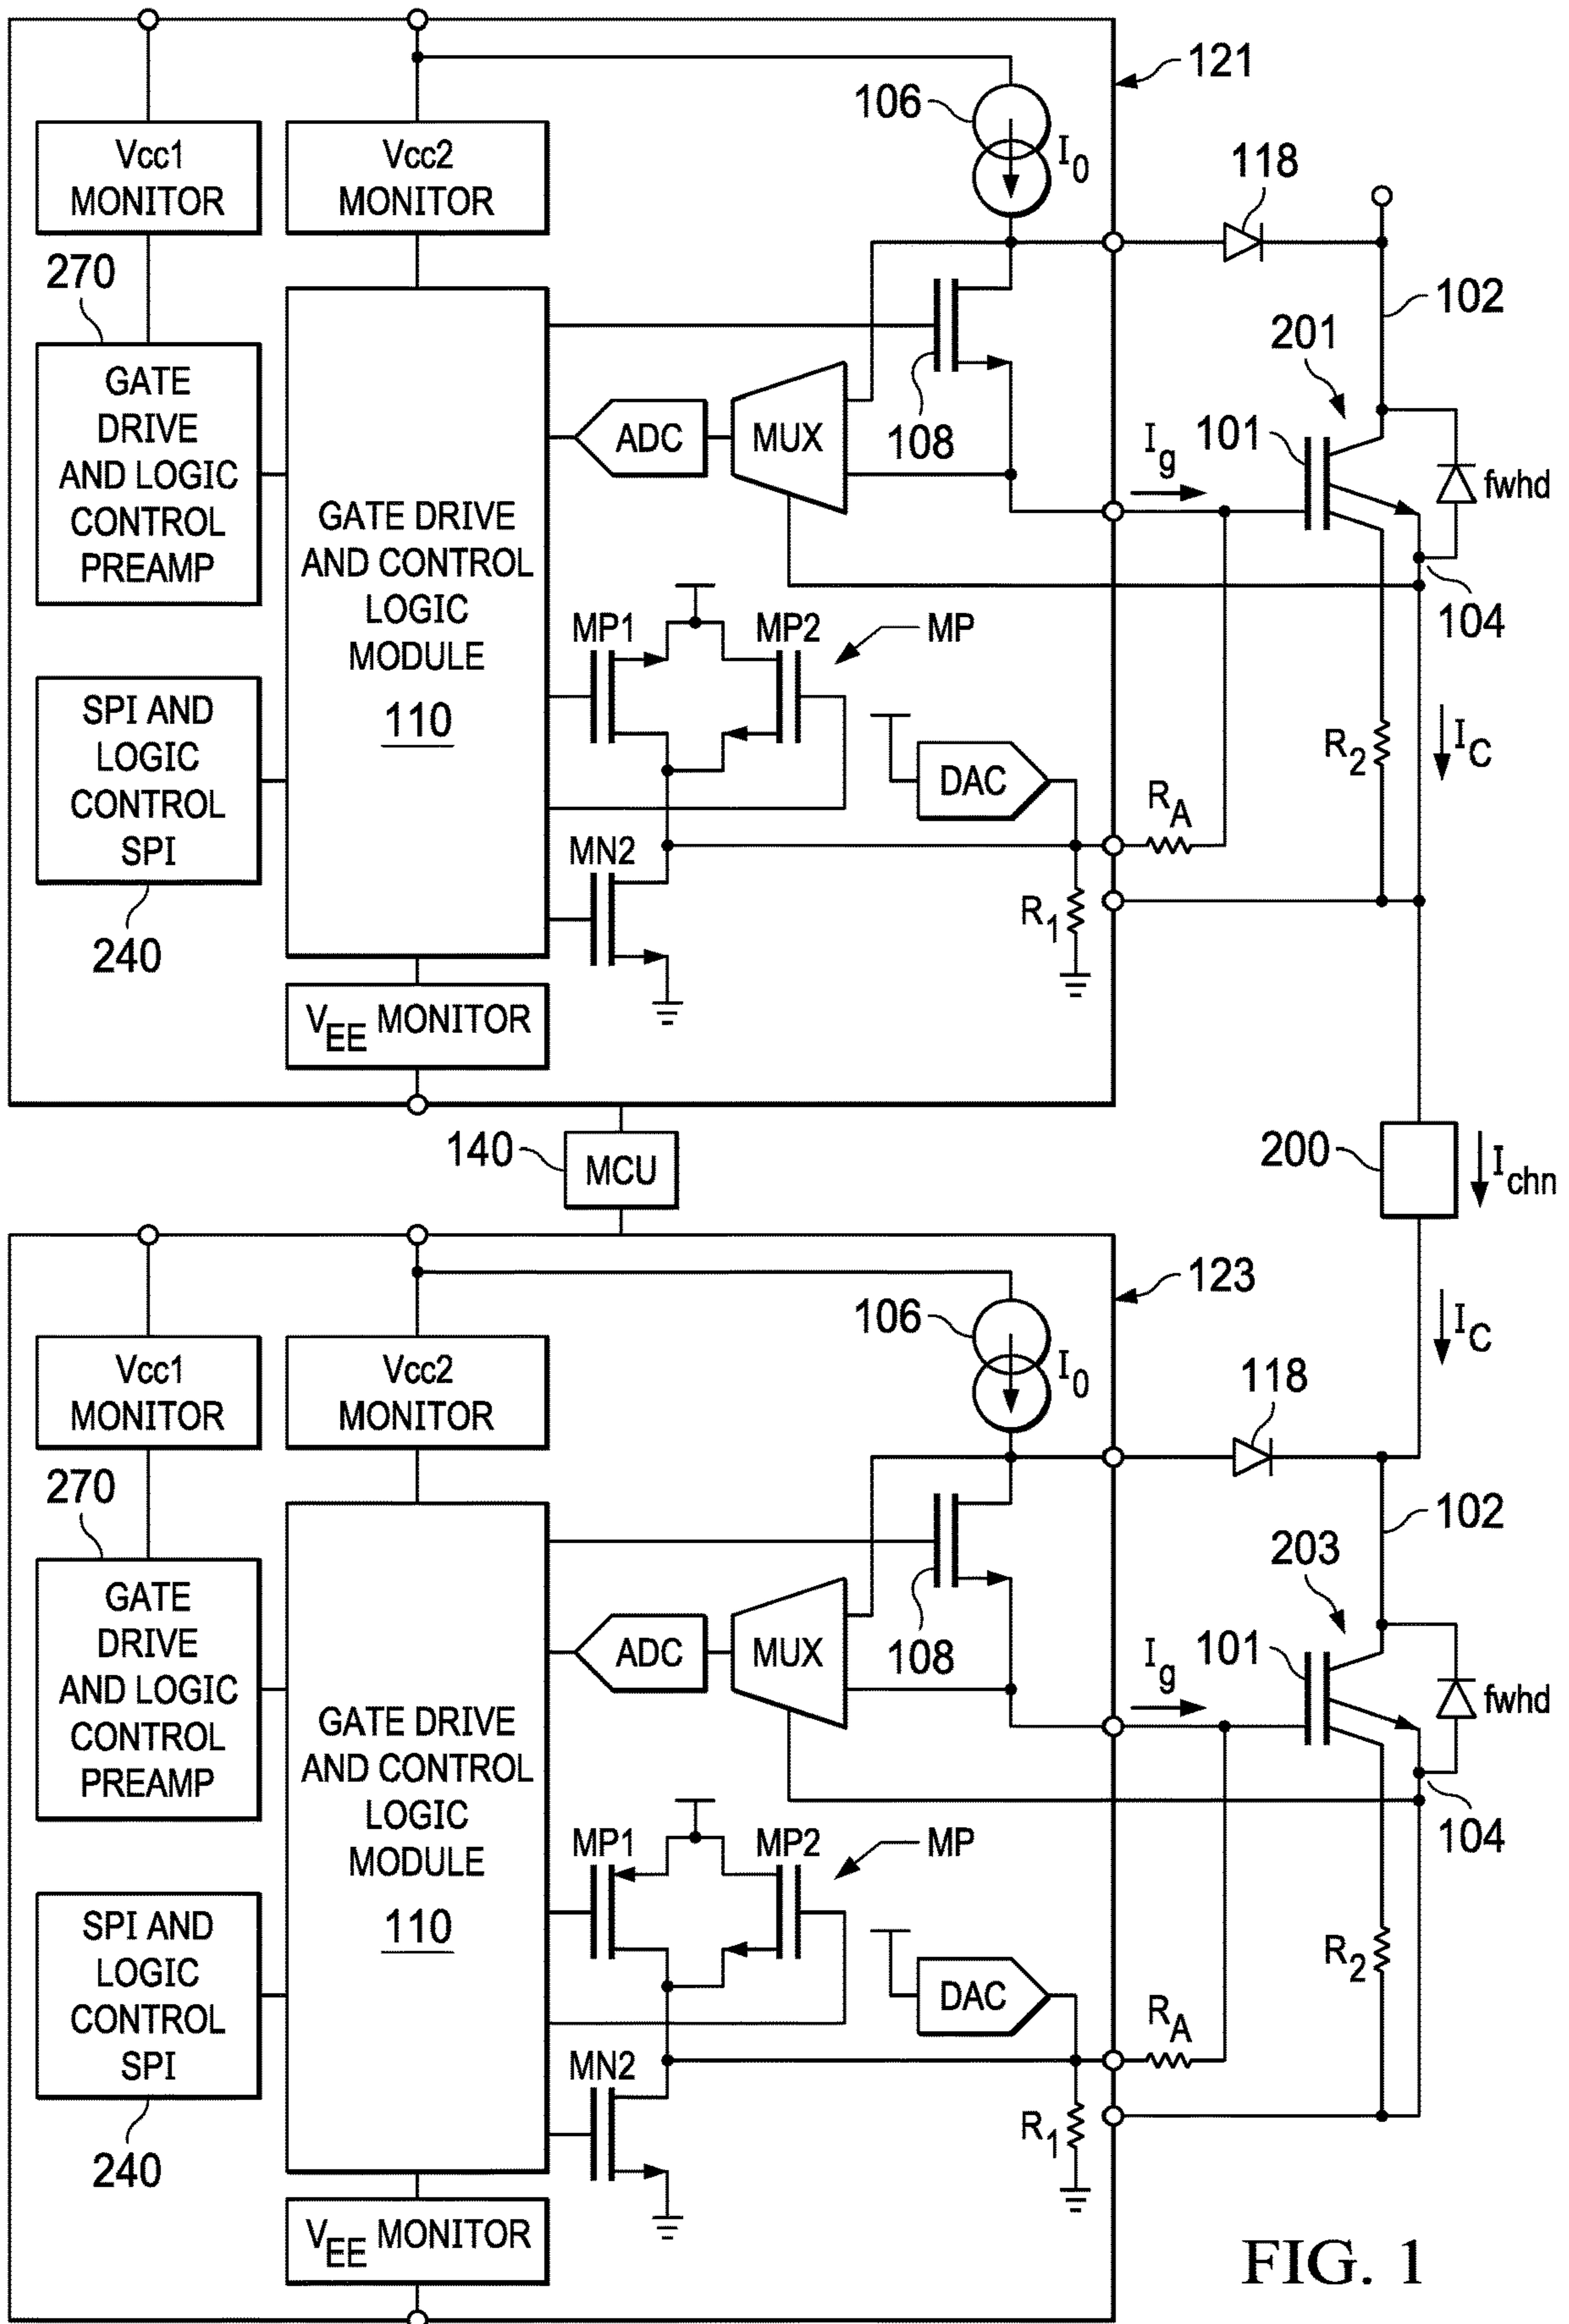 121
106
I0
Vcc1
MONITOR
Vcc2
MONITOR
118
270
102
201
GATE
DRIVE
AND LOGIC
CONTROL
PREAMP
ADC
MUX
108
Ig
101
fwhd
GATE DRIVE
AND CONTROL
LOGIC
MODULE
110
104
MP1
MP2
MP
SPI AND
LOGIC
CONTROL
SPI
DAC
R2
IC
RA
MN2
R1
240
VEE MONITOR
140
MCU
200
Ichn
123
106
I0
IC
Vcc1
MONITOR
Vcc2
MONITOR
118
270
102
203
GATE
DRIVE
AND LOGIC
CONTROL
PREAMP
ADC
MUX
108
Ig
101
fwhd
GATE DRIVE
AND CONTROL
LOGIC
MODULE
110
104
MP1
MP2
MP
SPI AND
LOGIC
CONTROL
SPI
DAC
R2
RA
MN2
R1
240
VEE MONITOR
FIG. 1